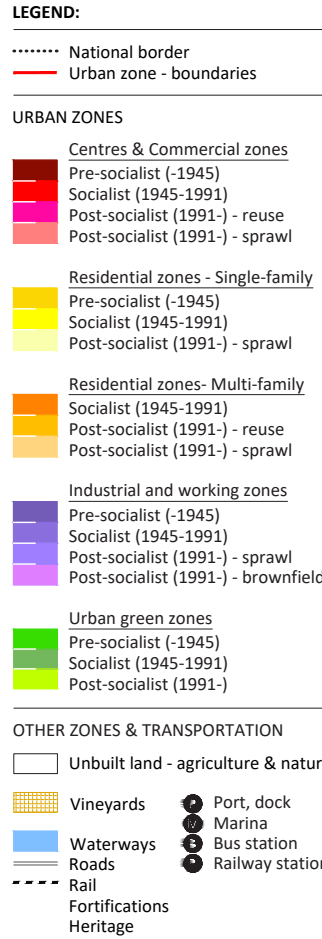 LEGEND:
National border
Urban zone - boundaries
URBAN ZONES
Centres & Commercial zones
Pre-socialist (-1945)
Socialist (1945-1991)
Post-socialist (1991-) - reuse
Post-socialist (1991-) - sprawl
Residential zones - Single-family
Pre-socialist (-1945)
Socialist (1945-1991)
Post-socialist (1991-) - sprawl
Residential zones- Multi-family
Socialist (1945-1991)
Post-socialist (1991-) - reuse
Post-socialist (1991-) - sprawl
Industrial and working zones
Pre-socialist (-1945)
Socialist (1945-1991)
Post-socialist (1991-) - sprawl
Post-socialist (1991-) - brownfield
Urban green zones
Pre-socialist (-1945)
Socialist (1945-1991)
Post-socialist (1991-)
OTHER ZONES & TRANSPORTATION
Unbuilt land - agriculture & natur
Vineyards
P Port, dock
Marina
Waterways
B Bus station
Roads
Railway station
Rail
Fortifications
Heritage